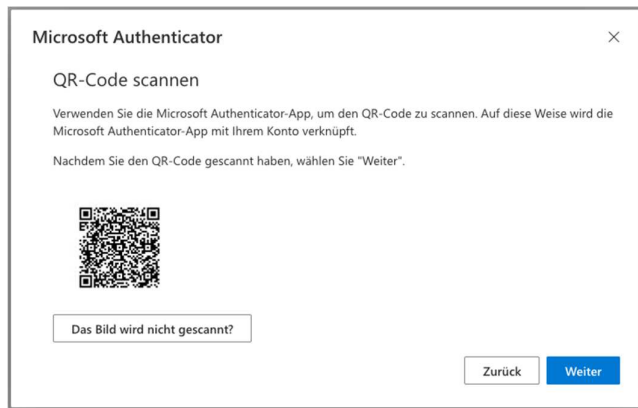 Microsoft Authenticator
QR-Code scannen
Verwenden Sie die Microsoft Authenticator-App, um den QR-Code zu scannen. Auf diese Weise wird die
Microsoft Authenticator-App mit Ihrem Konto verknüpft.
Nachdem Sie den QR-Code gescannt haben, wählen Sie "Weiter".
Das Bild wird nicht gescannt?
Zurück
Weiter